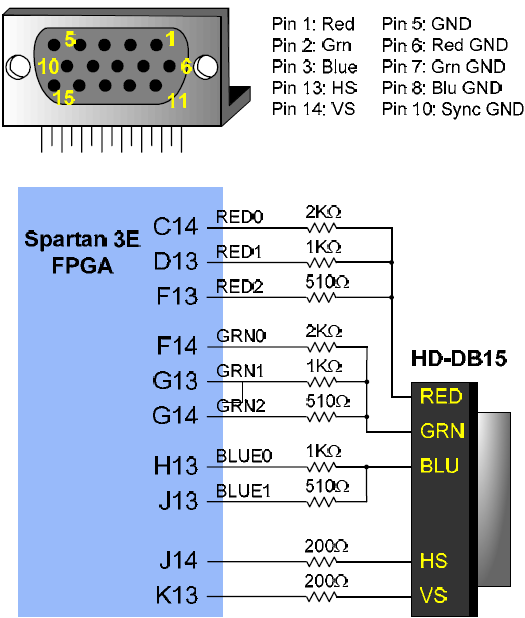 5 1
10 6
15 11
Pin 1: Red Pin 5: GND
Pin 2: Grn Pin 6: Red GND
Pin 3: Blue Pin 7: Grn GND
Pin 13: HS Pin 8: Blu GND
Pin 14: VS Pin 10: Sync GND
Spartan 3E
FPGA
C14 RED0 2KΩ
D13 RED1 1KΩ
F13 RED2 510Ω
F14 GRN0 2KΩ
G13 GRN1 1KΩ
G14 GRN2 510Ω
H13 BLUE0 1KΩ
J13 BLUE1 510Ω
J14 200Ω
K13 200Ω
HD-DB15
RED
GRN
BLU
HS
VS